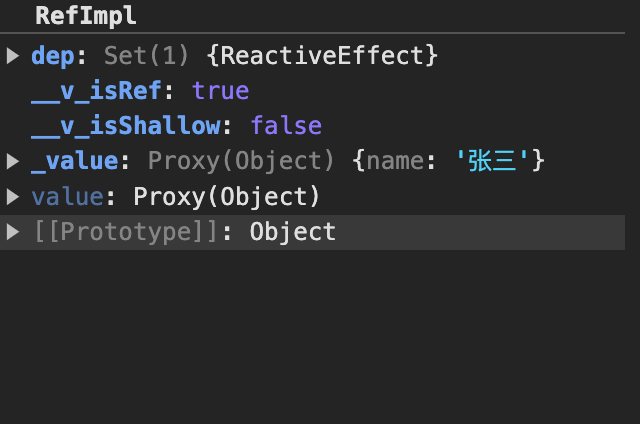 RefImpl
dep: Set(1) {ReactiveEffect}
__v_isRef: true
__v_isShallow: false
_value: Proxy(Object) {name: '张三'}
value: Proxy(Object)
[[Prototype]]: Object